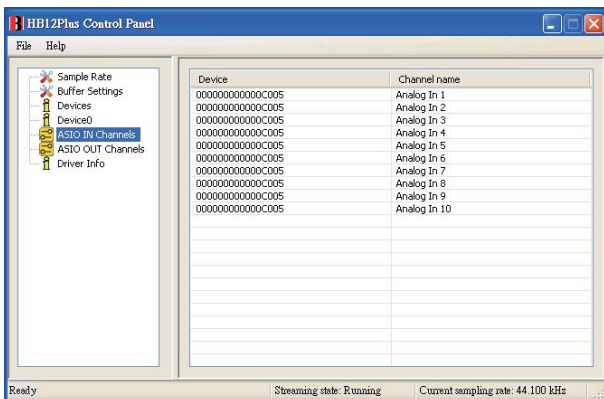 HB12Plus Control Panel
File Help
Sample Rate
Buffer Settings
Devices
Device0
ASIO IN Channels
ASIO OUT Channels
Driver Info
Device Channel name
000000000000C005 Analog In 1
000000000000C005 Analog In 2
000000000000C005 Analog In 3
000000000000C005 Analog In 4
000000000000C005 Analog In 5
000000000000C005 Analog In 6
000000000000C005 Analog In 7
000000000000C005 Analog In 8
000000000000C005 Analog In 9
000000000000C005 Analog In 10
Ready Streaming state: Running Current sampling rate: 44.100 kHz